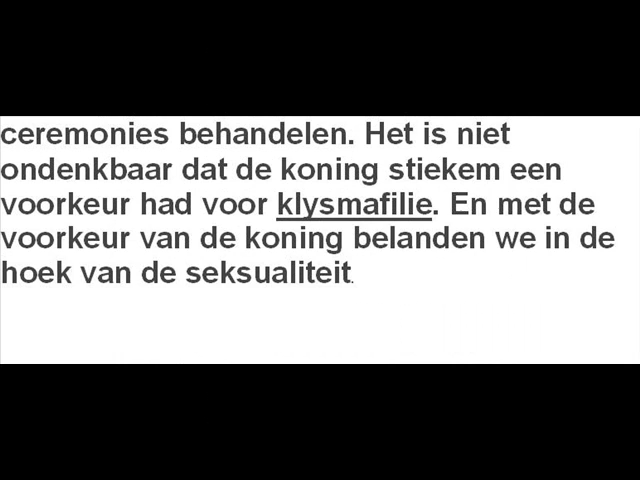 ceremonies behandelen. Het is niet
ondenkbaar dat de koning stiekem een
voorkeur had voor klysmafilie. En met de
voorkeur van de koning belanden we in de
hoek van de seksualiteit.